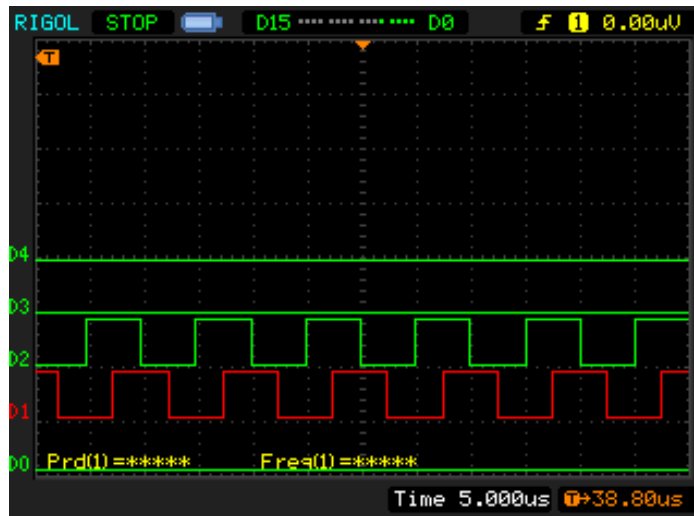 RIGOL STOP D15 D0 1 0.00uV
T
D4
D3
D2
D1
D0 Prd(1)=***** Freq(1)=*****
Time 5.000us T→38.80us